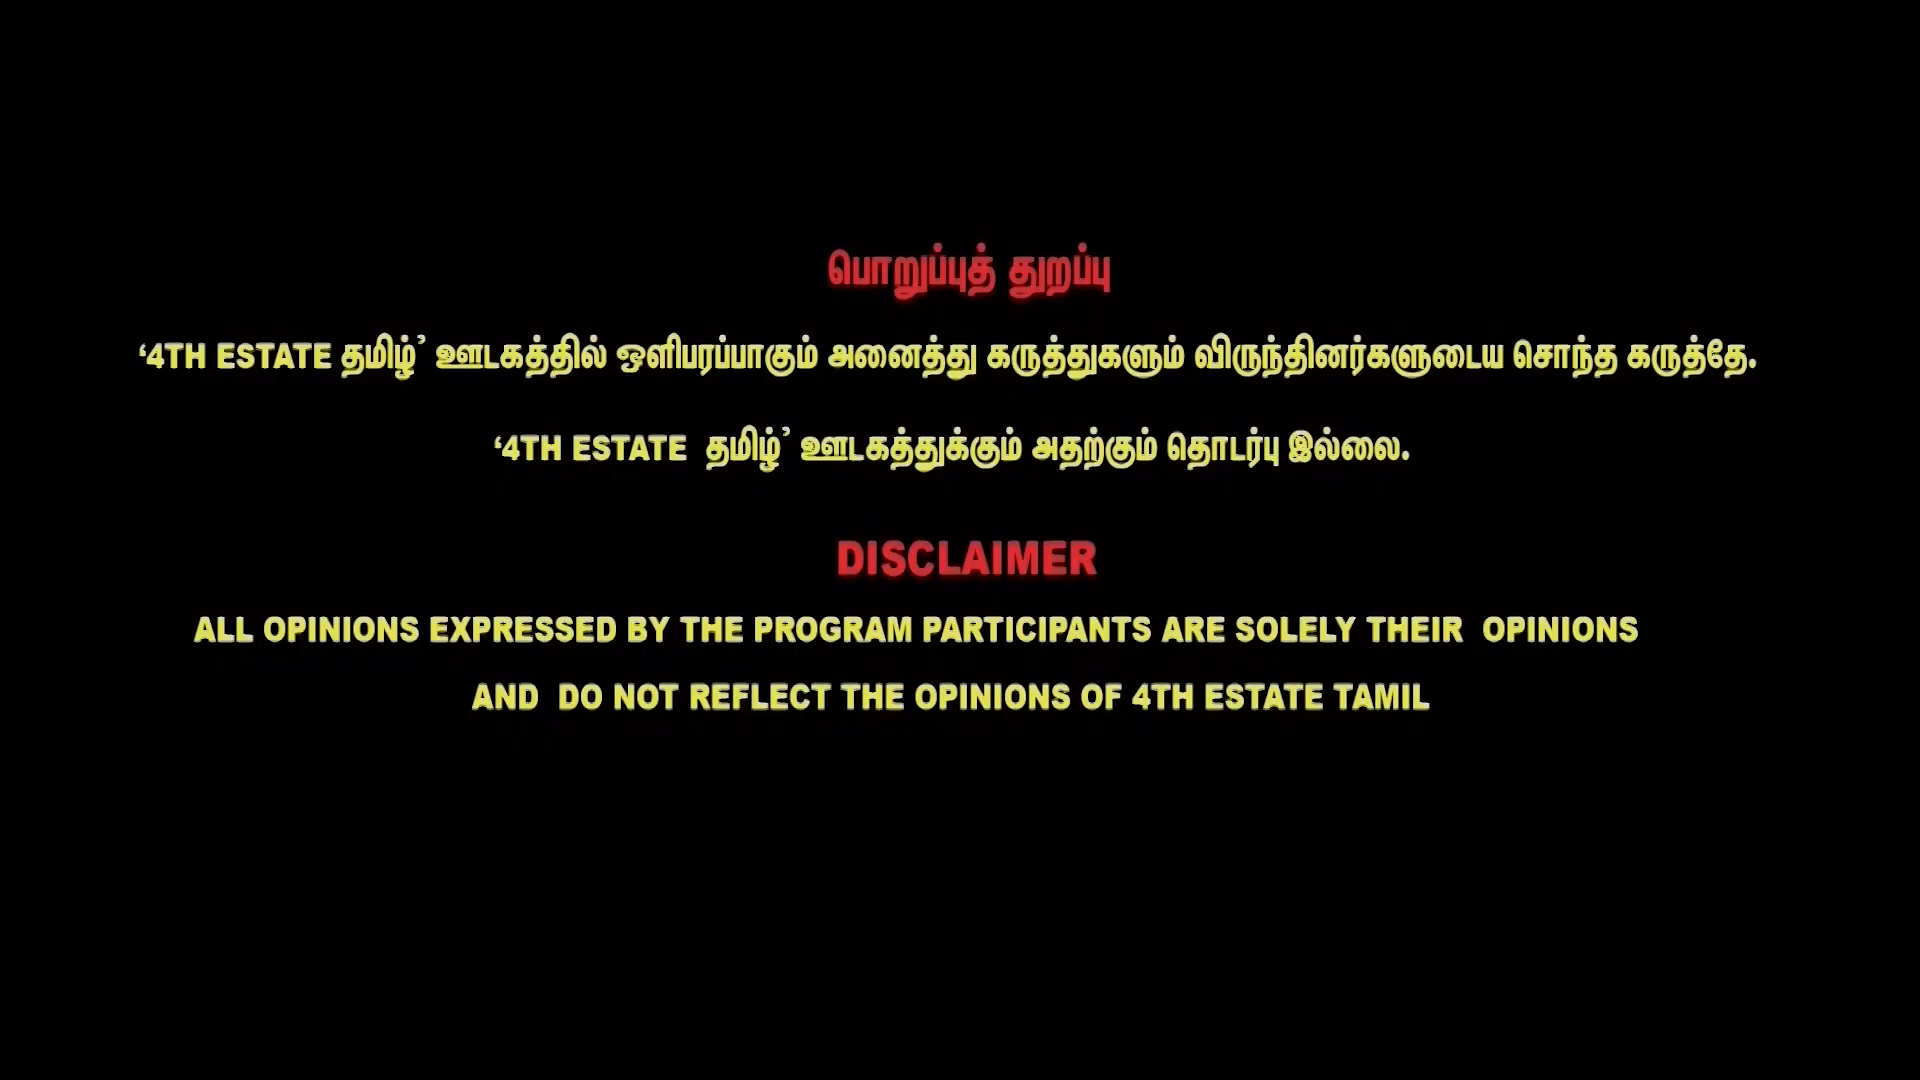 பொறுப்புத் துறப்பு
‘4TH ESTATE தமிழ்’ ஊடகத்தில் ஒளிபரப்பாகும் அனைத்து கருத்துகளும் விருந்தினர்களுடைய சொந்த கருத்தே.
‘4TH ESTATE தமிழ்’ ஊடகத்துக்கும் அதற்கும் தொடர்பு இல்லை.
DISCLAIMER
ALL OPINIONS EXPRESSED BY THE PROGRAM PARTICIPANTS ARE SOLELY THEIR OPINIONS
AND DO NOT REFLECT THE OPINIONS OF 4TH ESTATE TAMIL